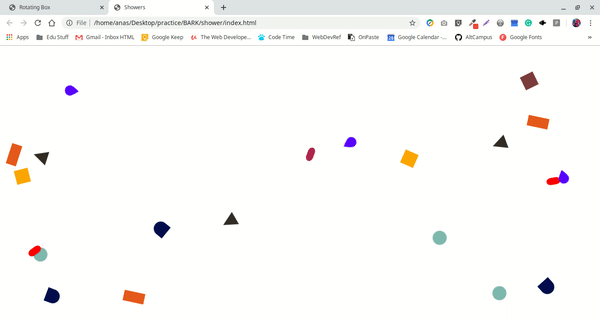 Rotating Box
Showers
File | /home/anas/Desktop/practice/BARK/shower/index.html
Apps Edu Stuff Gmail - Inbox HTML Google Keep The Web Develope... Code Time WebDevRef OnPaste Google Calendar -... AltCampus Google Fonts